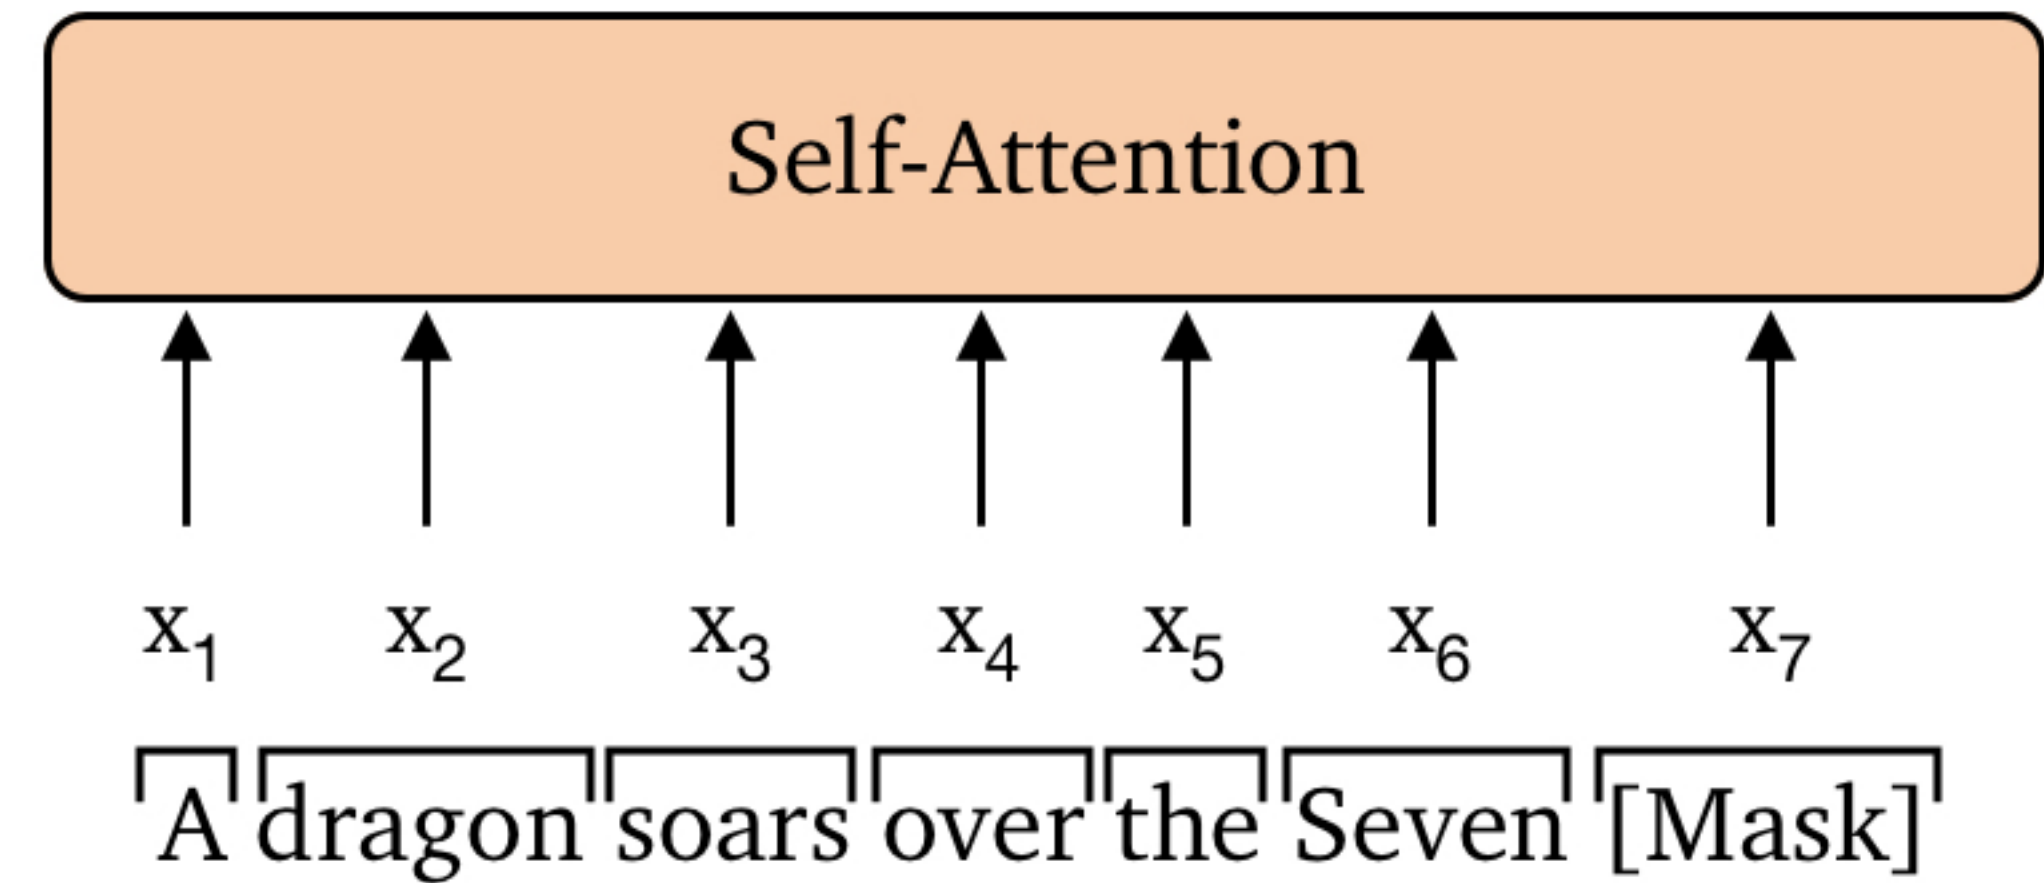 Self-Attention
x₁ x₂ x₃ x₄ x₅ x₆ x₇
A dragon soars over the Seven [Mask]